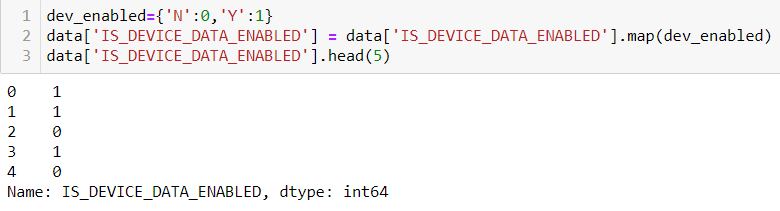 1 dev_enabled={'N':0,'Y':1}
2 data['IS_DEVICE_DATA_ENABLED'] = data['IS_DEVICE_DATA_ENABLED'].map(dev_enabled)
3 data['IS_DEVICE_DATA_ENABLED'].head(5)
0    1
1    1
2    0
3    1
4    0
Name: IS_DEVICE_DATA_ENABLED, dtype: int64